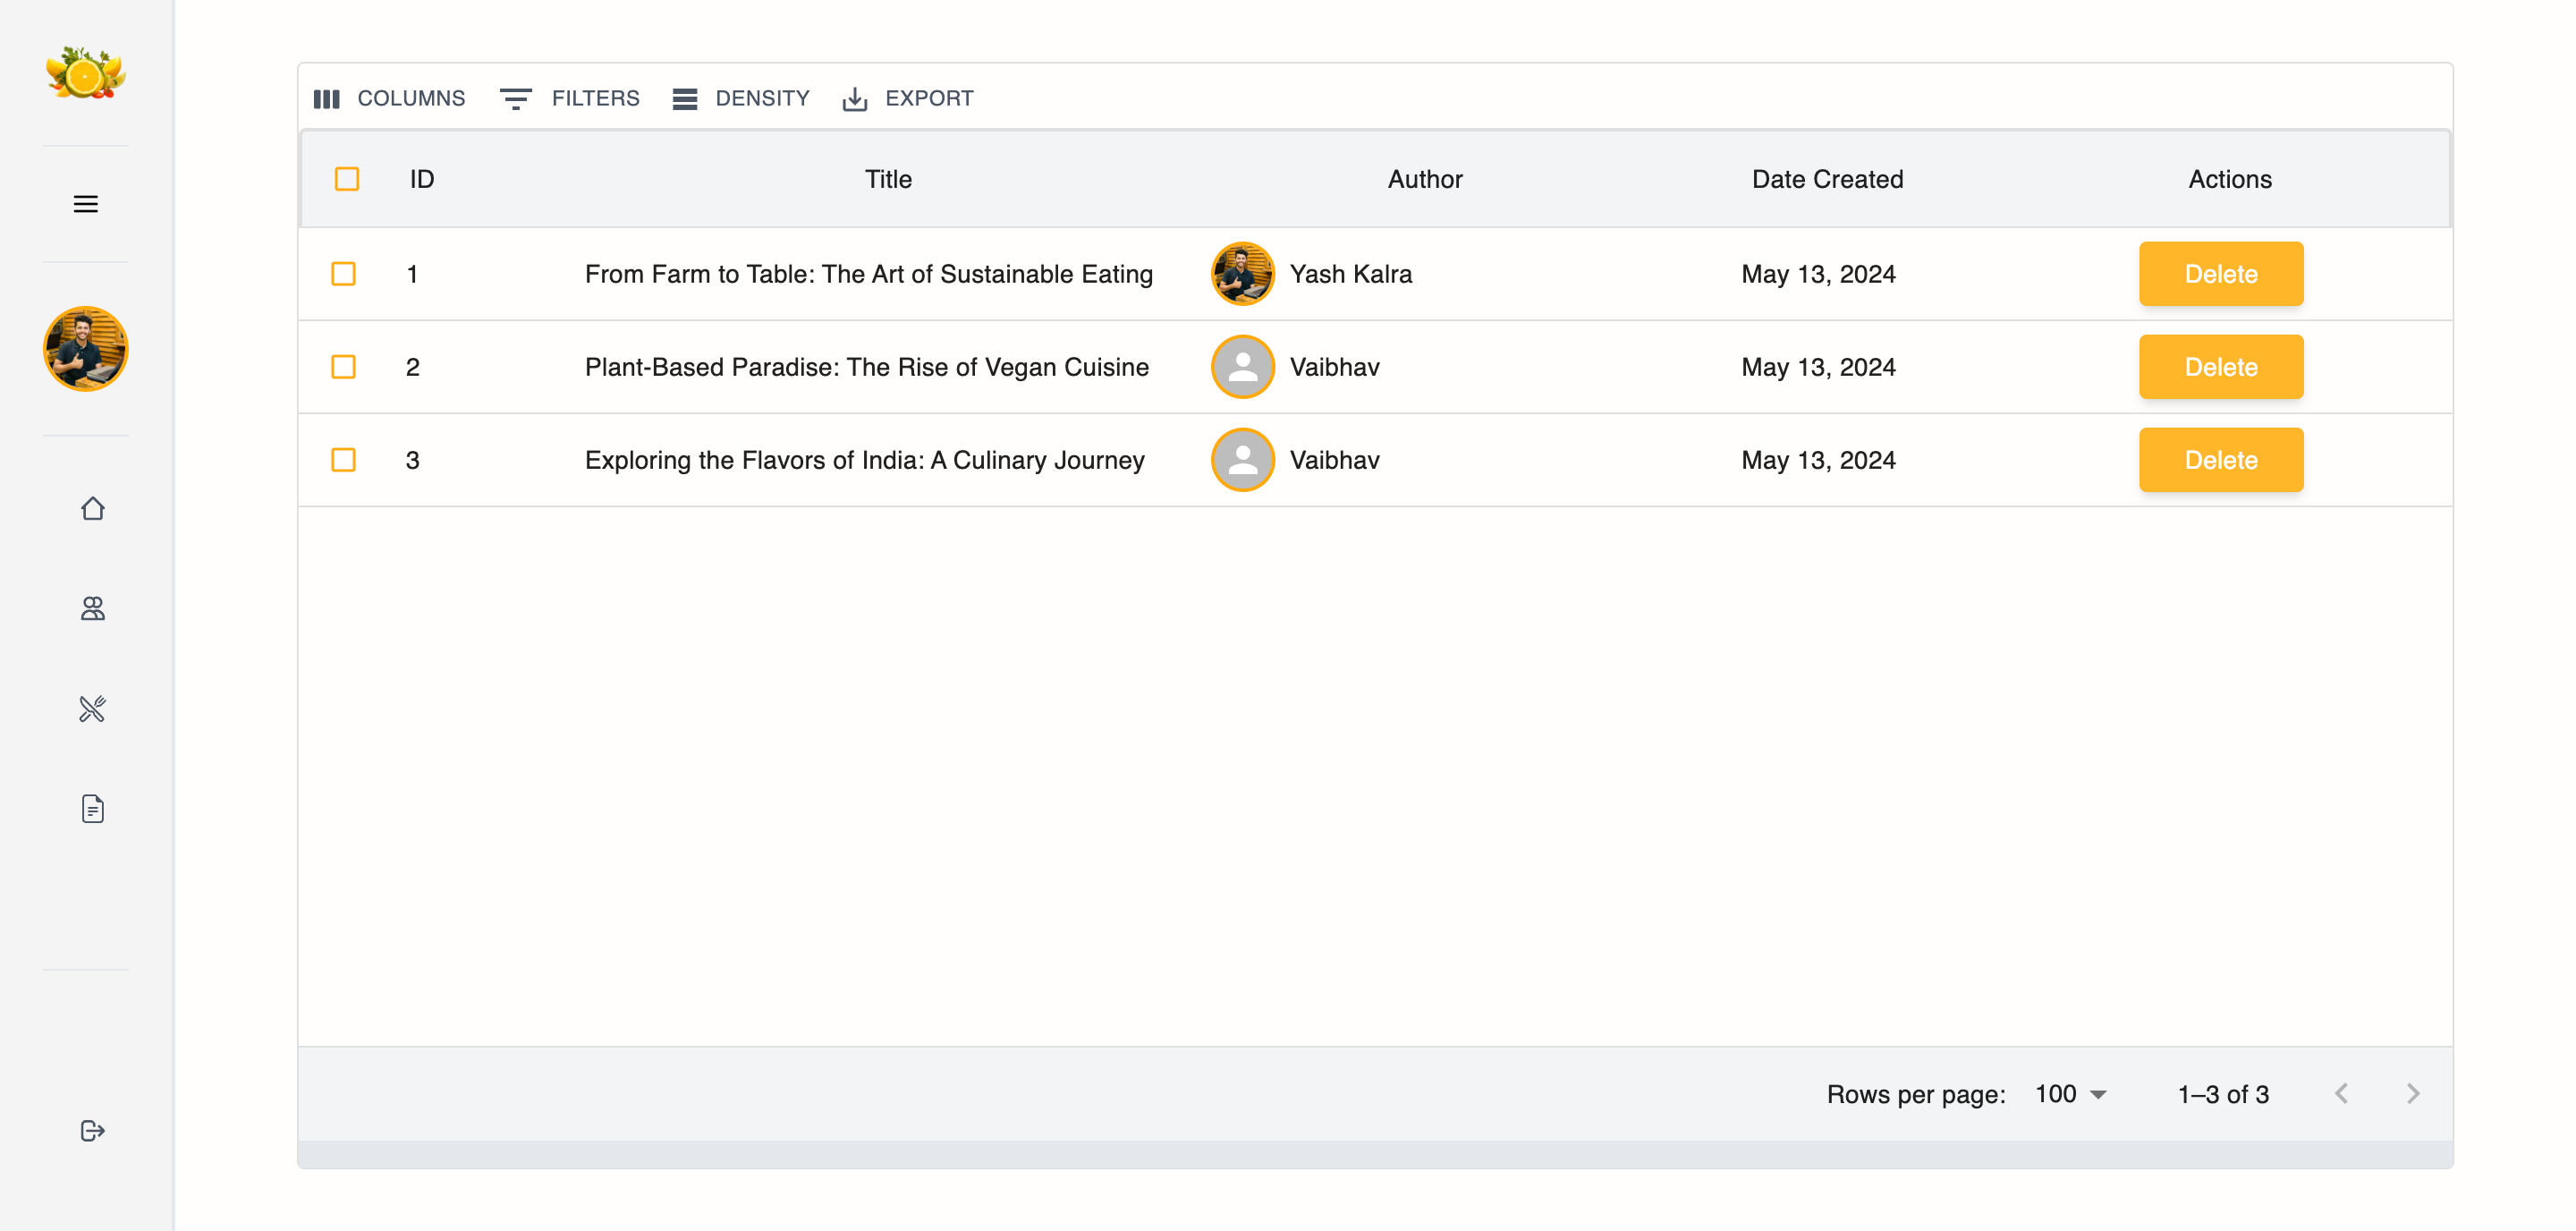 COLUMNS FILTERS DENSITY EXPORT
ID Title Author Date Created Actions
1 From Farm to Table: The Art of Sustainable Eating Yash Kalra May 13, 2024 Delete
2 Plant-Based Paradise: The Rise of Vegan Cuisine Vaibhav May 13, 2024 Delete
3 Exploring the Flavors of India: A Culinary Journey Vaibhav May 13, 2024 Delete
Rows per page: 100 1–3 of 3